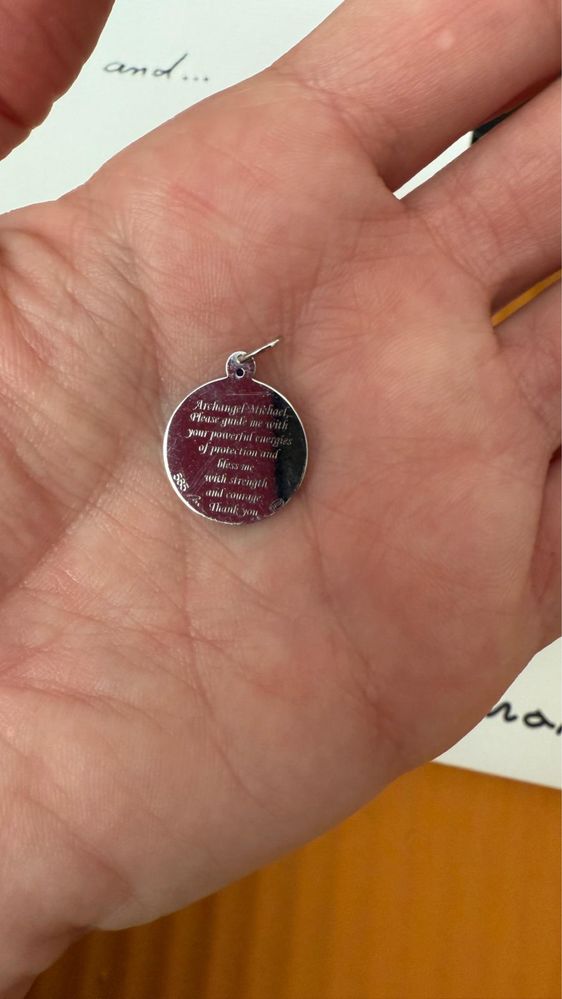 and...
Archangel Michael,
Please guide me with
your powerful energies
of protection and
bless me
with strength
and courage
Thank you
585